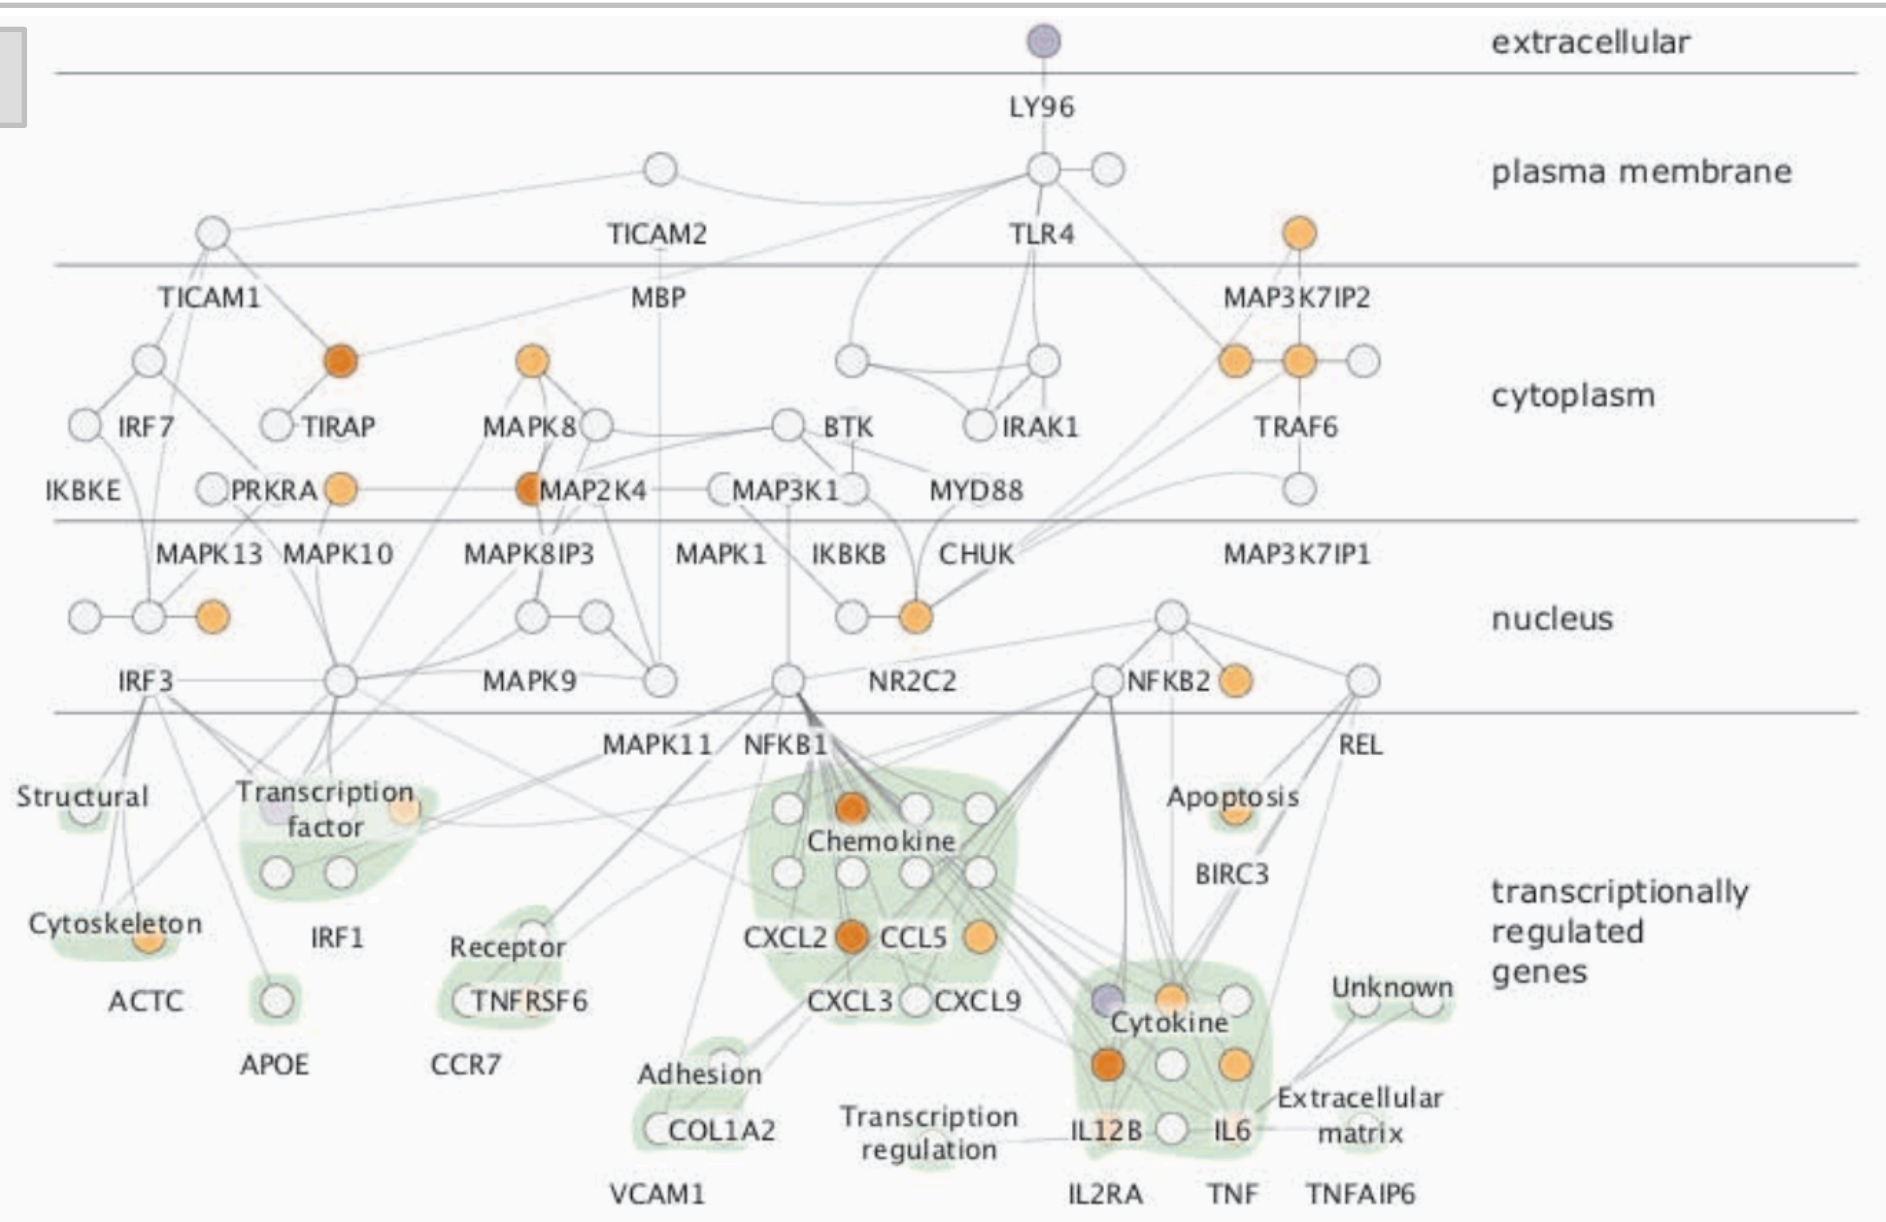 extracellular
LY96
plasma membrane
TICAM2
TLR4
TICAM1
MBP
MAP3K7IP2
cytoplasm
IRF7
TIRAP
MAPK8
BTK
IRAK1
TRAF6
IKBKE
PRKRA
MAP2K4
MAP3K1
MYD88
MAPK13
MAPK10
MAPK8IP3
MAPK1
IKBKB
CHUK
MAP3K7IP1
nucleus
IRF3
MAPK9
NR2C2
NFKB2
MAPK11
NFKB1
REL
Structural
Transcription
factor
Chemokine
Apoptosis
BIRC3
transcriptionally
regulated
genes
Cytoskeleton
IRF1
Receptor
CXCL2
CCL5
ACTC
TNFRSF6
CXCL3
CXCL9
Cytokine
Unknown
APOE
CCR7
Adhesion
COL1A2
Transcription
regulation
IL12B
IL6
Extracellular
matrix
VCAM1
IL2RA
TNF
TNFAIP6